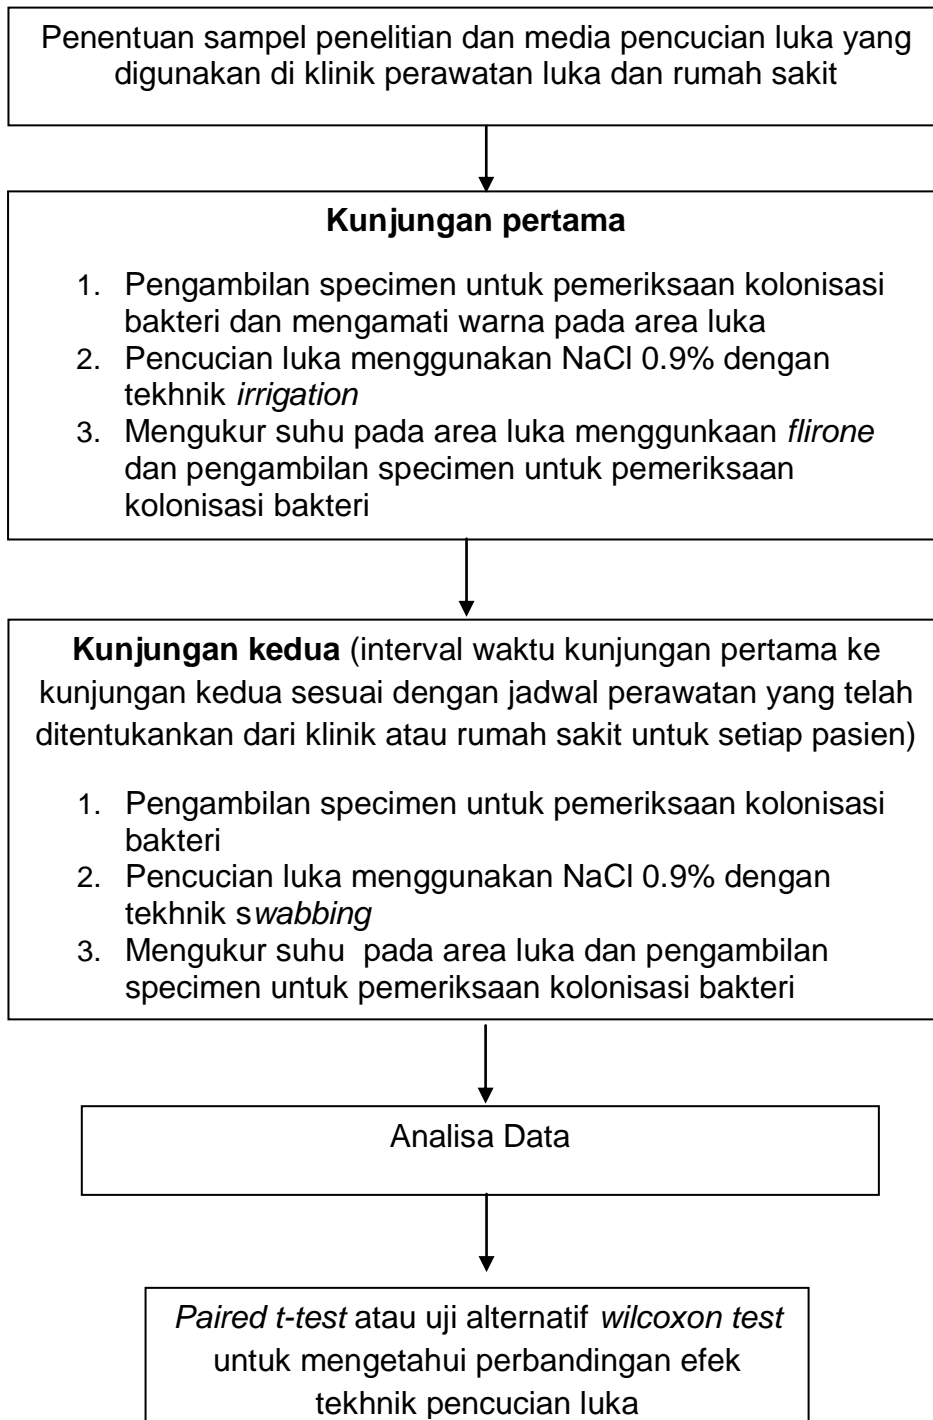 Penentuan sampel penelitian dan media pencucian luka yang
digunakan di klinik perawatan luka dan rumah sakit
Kunjungan pertama
1. Pengambilan specimen untuk pemeriksaan kolonisasi
bakteri dan mengamati warna pada area luka
2. Pencucian luka menggunakan NaCl 0.9% dengan
tekhnik irrigation
3. Mengukur suhu pada area luka menggunkaan flirone
dan pengambilan specimen untuk pemeriksaan
kolonisasi bakteri
Kunjungan kedua (interval waktu kunjungan pertama ke
kunjungan kedua sesuai dengan jadwal perawatan yang telah
ditentukankan dari klinik atau rumah sakit untuk setiap pasien)
1. Pengambilan specimen untuk pemeriksaan kolonisasi
bakteri
2. Pencucian luka menggunakan NaCl 0.9% dengan
tekhnik swabbing
3. Mengukur suhu pada area luka dan pengambilan
specimen untuk pemeriksaan kolonisasi bakteri
Analisa Data
Paired t-test atau uji alternatif wilcoxon test
untuk mengetahui perbandingan efek
tekhnik pencucian luka